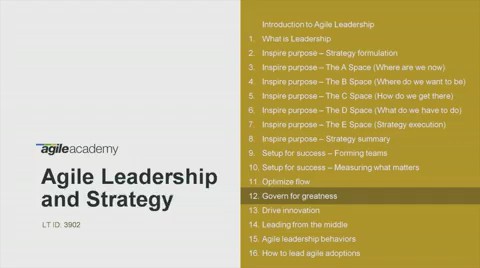 agileacademy
Agile Leadership
and Strategy
LT ID: 3902
Introduction to Agile Leadership
1. What is Leadership
2. Inspire purpose – Strategy formulation
3. Inspire purpose – The A Space (Where are we now)
4. Inspire purpose – The B Space (Where do we want to be)
5. Inspire purpose – The C Space (How do we get there)
6. Inspire purpose – The D Space (What do we have to do)
7. Inspire purpose – The E Space (Strategy execution)
8. Inspire purpose – Strategy summary
9. Setup for success – Forming teams
10. Setup for success – Measuring what matters
11. Optimize flow
12. Govern for greatness
13. Drive innovation
14. Leading from the middle
15. Agile leadership behaviors
16. How to lead agile adoptions